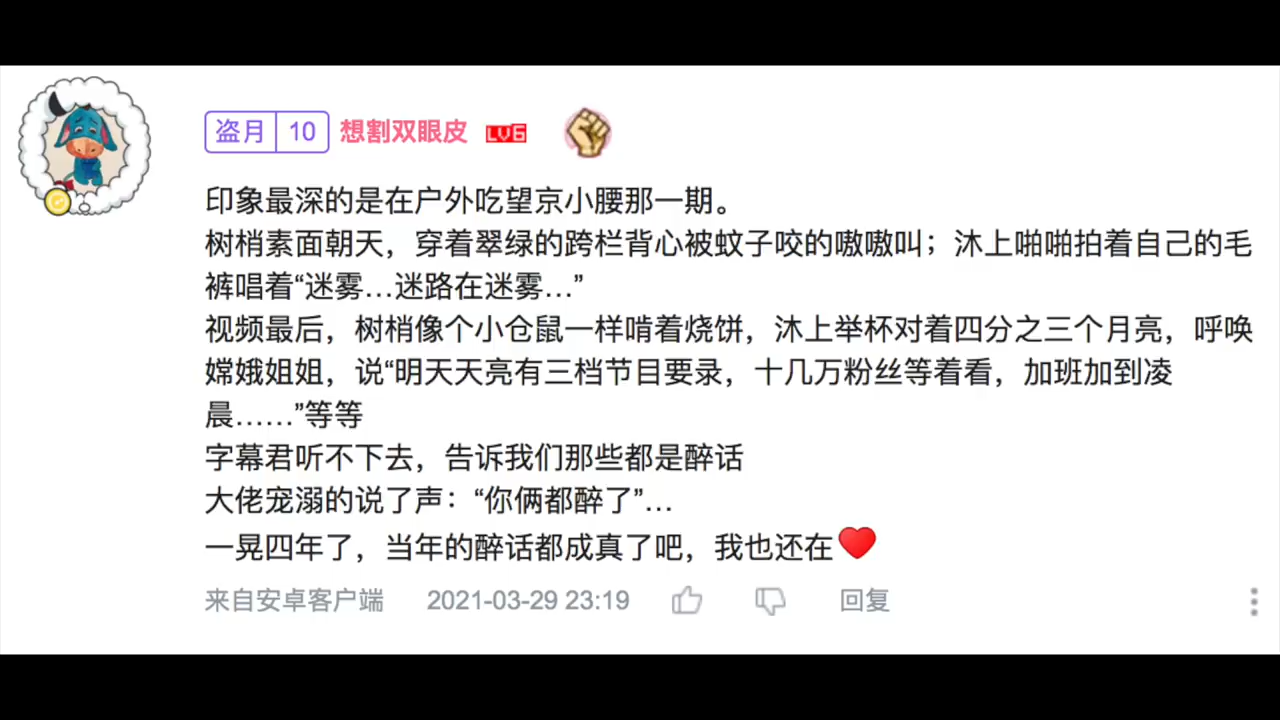 盗月 10 想割双眼皮 LV6
印象最深的是在户外吃望京小腰那一期。
树梢素面朝天，穿着翠绿的跨栏背心被蚊子咬的嗷嗷叫；沐上啪啪拍着自己的毛
裤唱着“迷雾…迷路在迷雾…”
视频最后，树梢像个小仓鼠一样啃着烧饼，沐上举杯对着四分之三个月亮，呼唤
嫦娥姐姐，说“明天天亮有三档节目要录，十几万粉丝等着看，加班加到凌
晨……”等等
字幕君听不下去，告诉我们那些都是醉话
大佬宠溺的说了声：“你俩都醉了”…
一晃四年了，当年的醉话都成真了吧，我也还在
来自安卓客户端 2021-03-29 23:19 回复